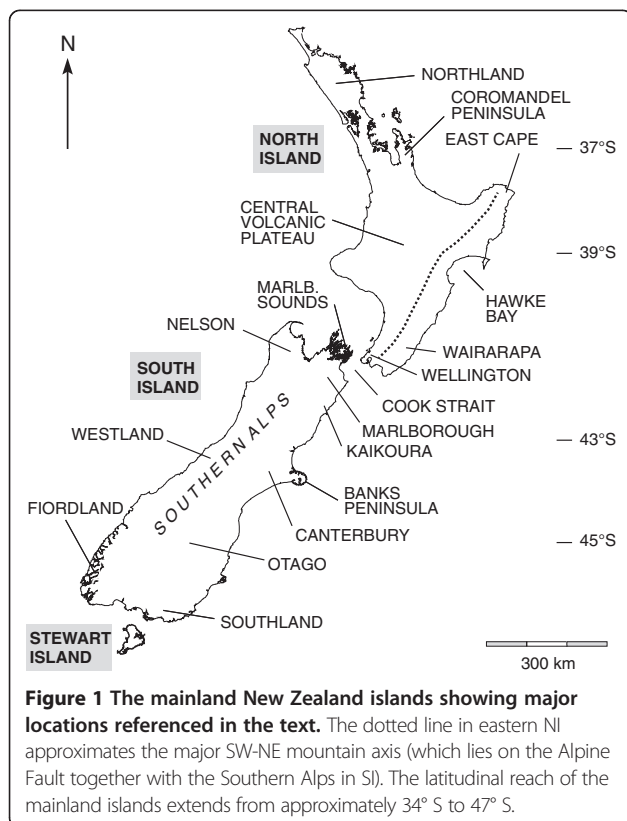 N
NORTHLAND
COROMANDEL
PENINSULA
EAST CAPE
NORTH
ISLAND
37°S
CENTRAL
VOLCANIC
PLATEAU
39°S
MARLB.
SOUNDS
HAWKE
BAY
NELSON
WAIRARAPA
SOUTH
ISLAND
WELLINGTON
COOK STRAIT
MARLBOROUGH
43°S
WESTLAND
KAIKOURA
SOUTHERN ALPS
BANKS
PENINSULA
FIORDLAND
CANTERBURY
45°S
OTAGO
SOUTHLAND
STEWART
ISLAND
300 km
Figure 1 The mainland New Zealand islands showing major
locations referenced in the text. The dotted line in eastern NI
approximates the major SW-NE mountain axis (which lies on the Alpine
Fault together with the Southern Alps in SI). The latitudinal reach of the
mainland islands extends from approximately 34° S to 47° S.